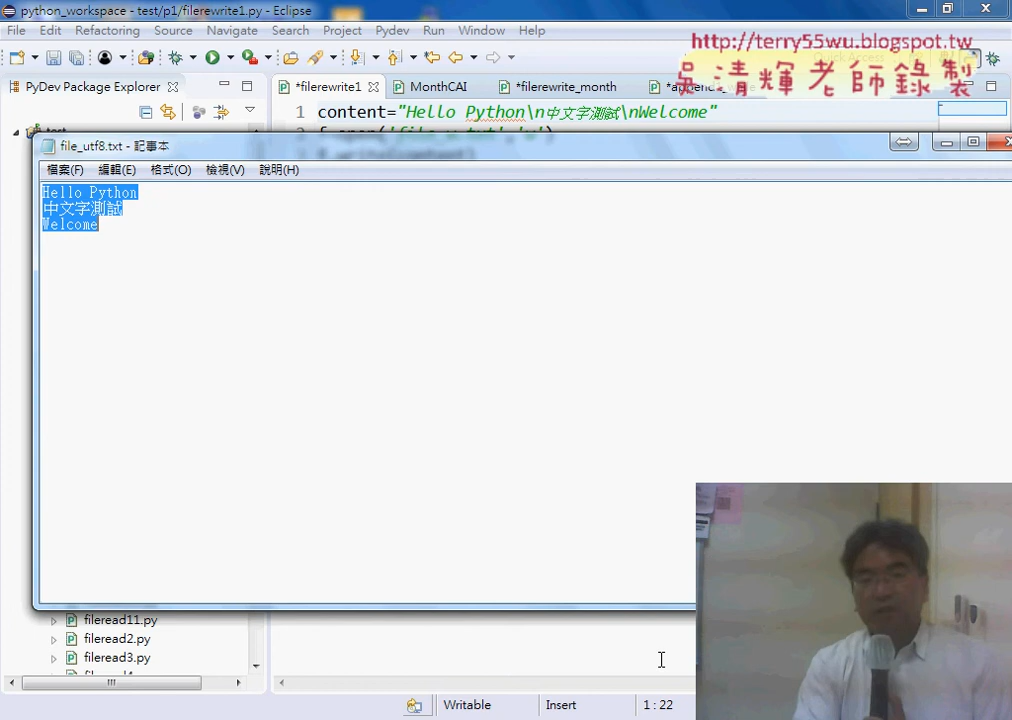 python_workspace - test/p1/filerewrite1.py - Eclipse
File Edit Refactoring Source Navigate Search Project Pydev Run Window Help
http://terry55wu.blogspot.tw
吳清輝老師錄製
Quick Access
PyDev Package Explorer
*filerewrite1
MonthCAI
*filerewrite_month
test
1 content="Hello Python\n中文字測試\nWelcome"
file_utf8.txt - 記事本
檔案(F) 編輯(E) 格式(O) 檢視(V) 說明(H)
Hello Python
中文字測試
Welcome
fileread11.py
fileread2.py
fileread3.py
Writable
Insert
1:22